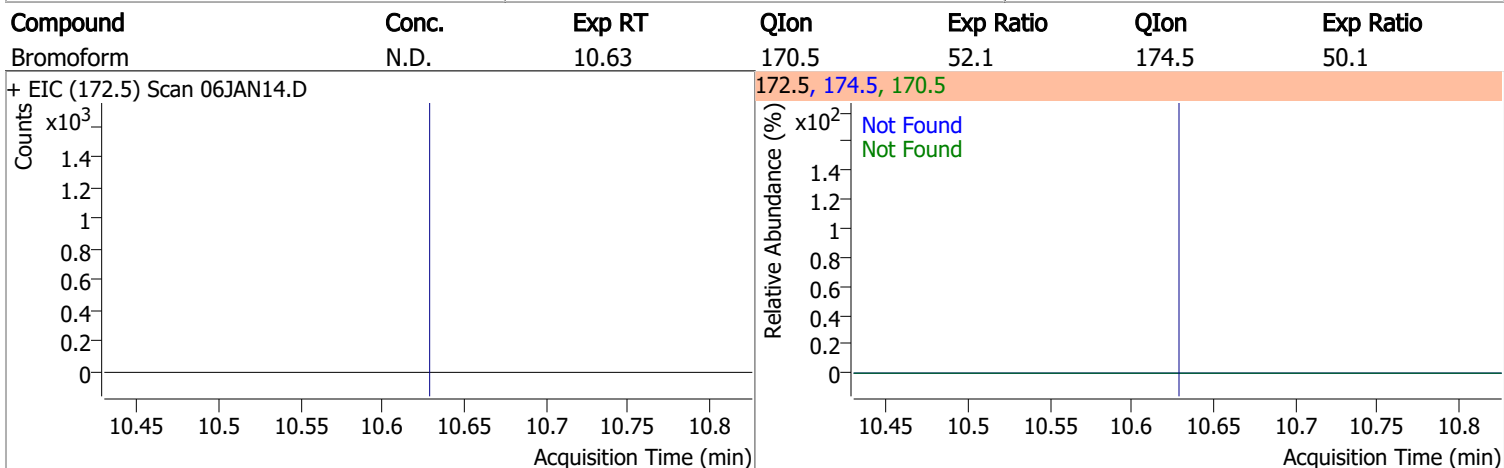 Compound Conc. Exp RT QIon Exp Ratio QIon Exp Ratio
Bromoform N.D. 10.63 170.5 52.1 174.5 50.1
+ EIC (172.5) Scan 06JAN14.D
Counts
x10³
1.4
1.2
1
0.8
0.6
0.4
0.2
0
10.45 10.5 10.55 10.6 10.65 10.7 10.75 10.8
Acquisition Time (min)
172.5, 174.5, 170.5
Relative Abundance (%)
x10²
Not Found
Not Found
1.4
1.2
1
0.8
0.6
0.4
0.2
0
10.45 10.5 10.55 10.6 10.65 10.7 10.75 10.8
Acquisition Time (min)